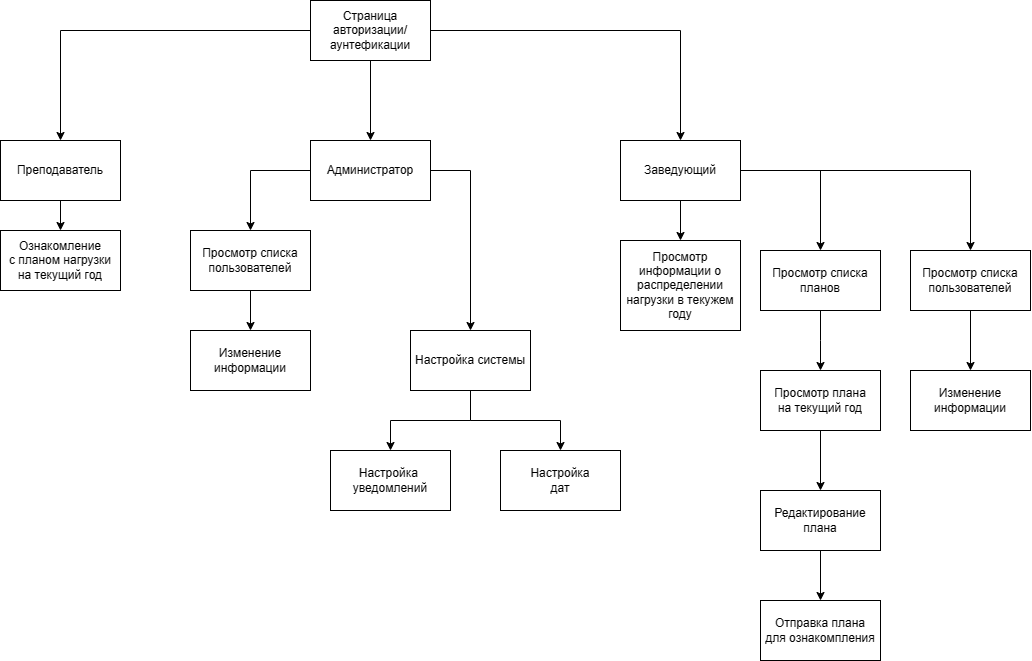 Страница
авторизации/
аунтефикации
Преподаватель
Администратор
Заведующий
Ознакомление
с планом нагрузки
на текущий год
Просмотр списка
пользователей
Просмотр
информации о
распределении
нагрузки в текужем
году
Просмотр списка
планов
Просмотр списка
пользователей
Изменение
информации
Настройка системы
Просмотр плана
на текущий год
Изменение
информации
Настройка
уведомлений
Настройка
дат
Редактирование
плана
Отправка плана
для ознакомпления